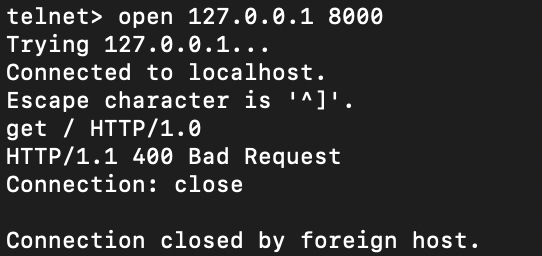 telnet> open 127.0.0.1 8000
Trying 127.0.0.1...
Connected to localhost.
Escape character is '^]'.
get / HTTP/1.0
HTTP/1.1 400 Bad Request
Connection: close

Connection closed by foreign host.